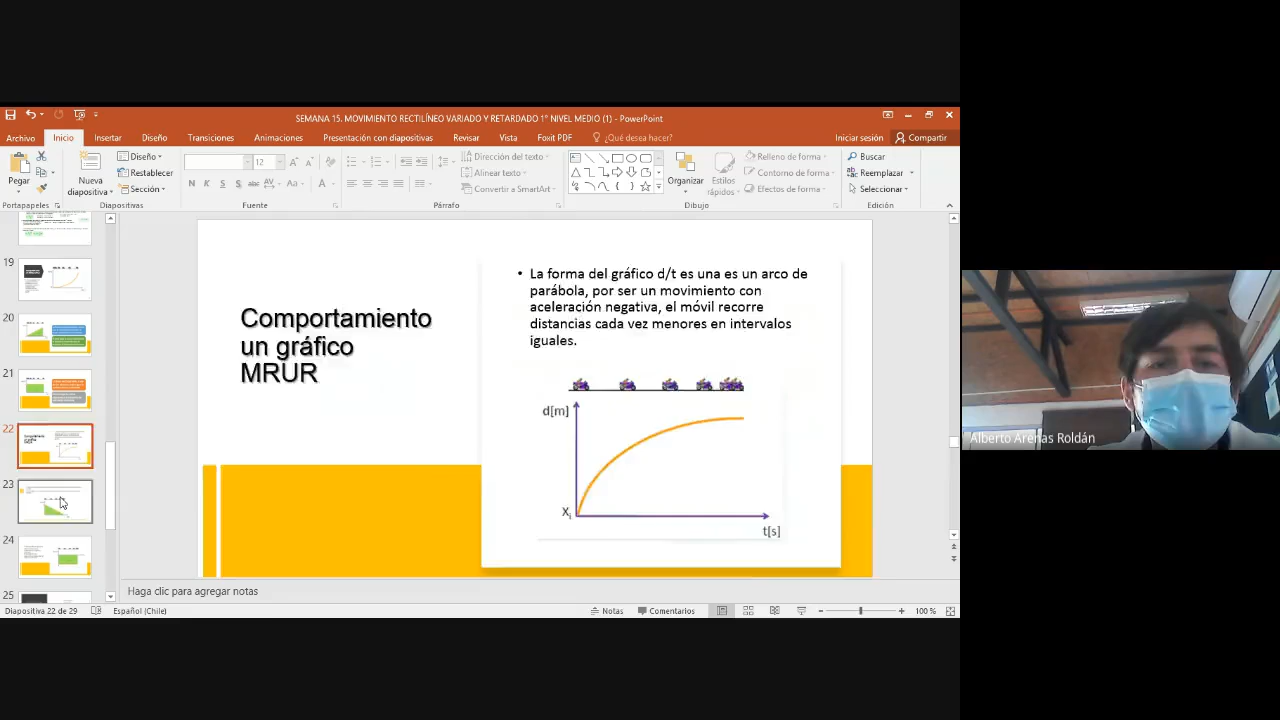 SEMANA 15. MOVIMIENTO RECTILÍNEO VARIADO Y RETARDADO 1° NIVEL MEDIO (1) - PowerPoint
Archivo Inicio Insertar Diseño Transiciones Animaciones Presentación con diapositivas Revisar Vista Foxit PDF ¿Qué desea hacer? Iniciar sesión Compartir
Pegar
Nueva diapositiva
Diseño
Restablecer
Sección
12
N K S S abc AV Aa A
Dirección del texto
Alinear texto
Convertir a SmartArt
Organizar
Estilos rápidos
Relleno de forma
Contorno de forma
Efectos de forma
Buscar
Reemplazar
Seleccionar
Portapapeles Diapositivas Fuente Párrafo Dibujo Edición
19
20
21
22
23
24
25
Comportamiento
un gráfico
MRUR
• La forma del gráfico d/t es una es un arco de
parábola, por ser un movimiento con
aceleración negativa, el móvil recorre
distancias cada vez menores en intervalos
iguales.
d[m]
Xi
t[s]
Haga clic para agregar notas
Diapositiva 22 de 29 Español (Chile) Notas Comentarios 100 %
Alberto Arenas Roldán